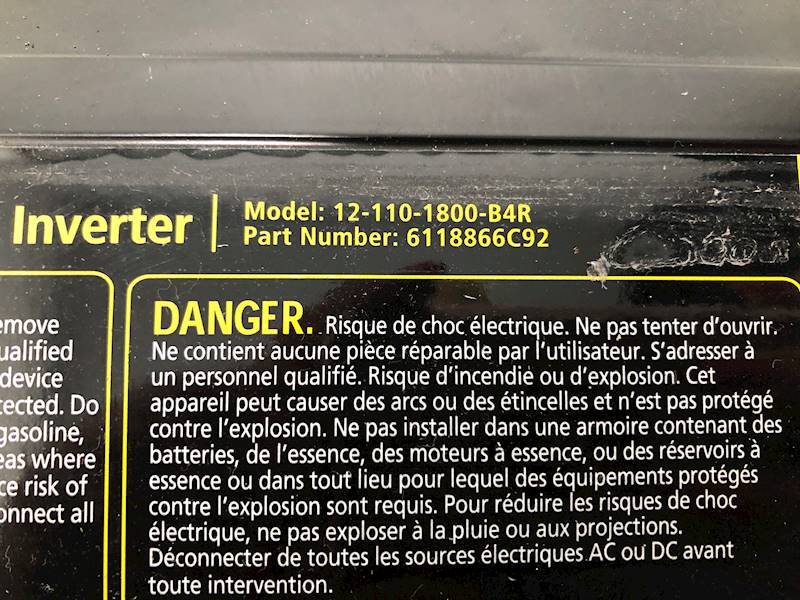 Inverter
Model: 12-110-1800-B4R
Part Number: 6118866C92
emove
ualified
device
tected. Do
gasoline,
eas where
ce risk of
onnect all
DANGER. Risque de choc électrique. Ne pas tenter d'ouvrir.
Ne contient aucune pièce réparable par l'utilisateur. S'adresser à
un personnel qualifié. Risque d'incendie ou d'explosion. Cet
appareil peut causer des arcs ou des étincelles et n'est pas protégé
contre l'explosion. Ne pas installer dans une armoire contenant des
batteries, de l'essence, des moteurs à essence, ou des réservoirs à
essence ou dans tout lieu pour lequel des équipements protégés
contre l'explosion sont requis. Pour réduire les risques de choc
électrique, ne pas exploser à la pluie ou aux projections.
Déconnecter de toutes les sources électriques AC ou DC avant
toute intervention.